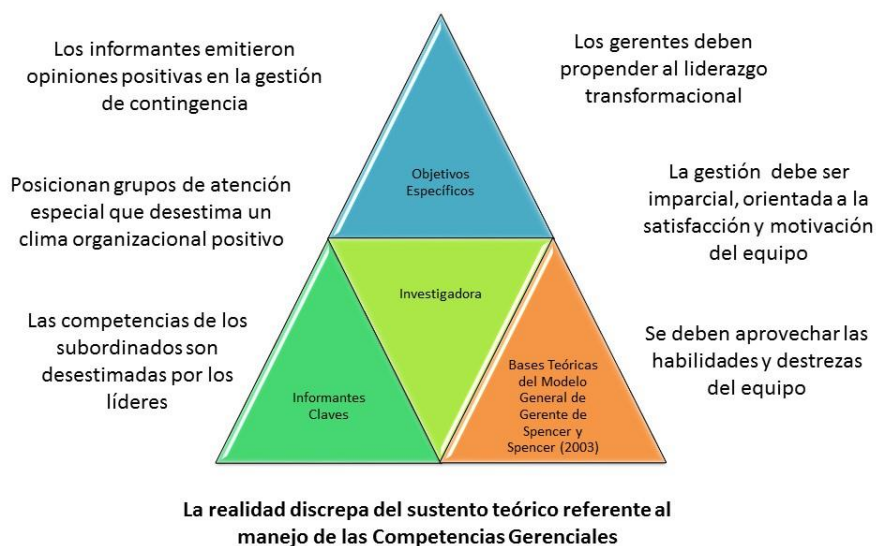 Los informantes emitieron
opiniones positivas en la gestión
de contingencia
Los gerentes deben
propender al liderazgo
transformacional
Posicionan grupos de atención
especial que desestima un
clima organizacional positivo
La gestión debe ser
imparcial, orientada a la
satisfacción y motivación
del equipo
Las competencias de los
subordinados son
desestimadas por los
líderes
Se deben aprovechar las
habilidades y destrezas
del equipo
Objetivos
Específicos
Investigadora
Informantes
Claves
Bases Teóricas
del Modelo
General de
Gerente de
Spencer y
Spencer (2003)
La realidad discrepa del sustento teórico referente al
manejo de las Competencias Gerenciales